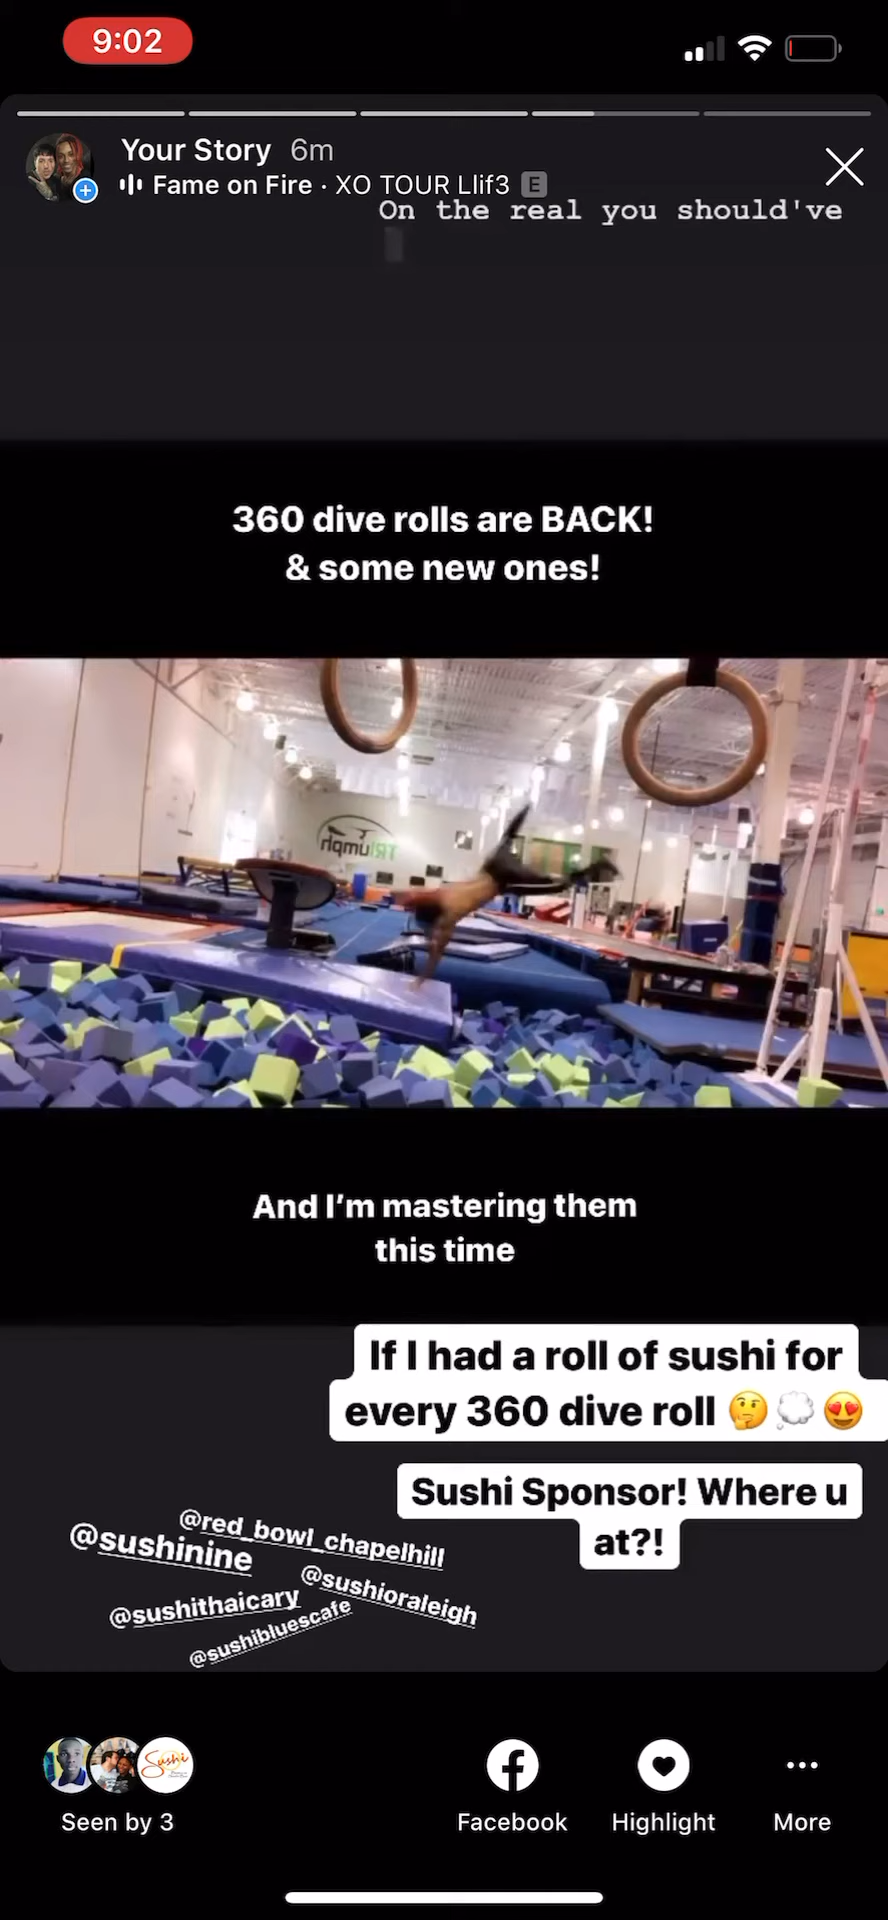 9:02
Your Story 6m
Fame on Fire · XO TOUR Llif3 E
On the real you should've
360 dive rolls are BACK!
& some new ones!
TRIumph
And I'm mastering them
this time
If I had a roll of sushi for
every 360 dive roll 🤔💭😍
Sushi Sponsor! Where u
at?!
@red_bowl_chapelhill
@sushinine
@sushioraleigh
@sushithaicary
@sushibluescafe
Sushi
Seen by 3
Facebook
Highlight
More